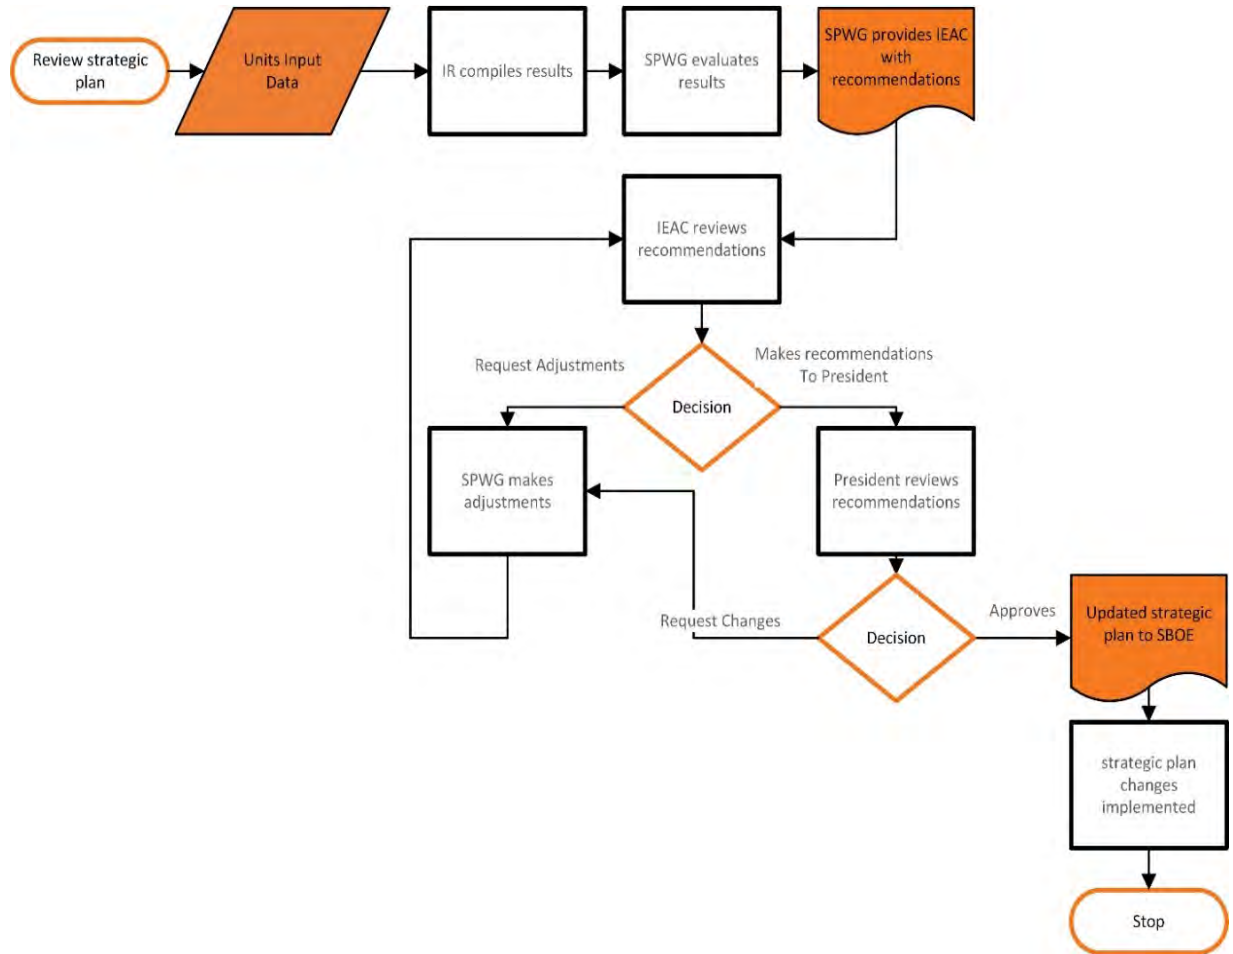 Review strategic
plan
Units Input
Data
IR compiles results
SPWG evaluates
results
SPWG provides IEAC
with
recommendations
IEAC reviews
recommendations
Request Adjustments
Makes recommendations
To President
Decision
SPWG makes
adjustments
President reviews
recommendations
Request Changes
Decision
Approves
Updated strategic
plan to SBOE
strategic plan
changes
implemented
Stop